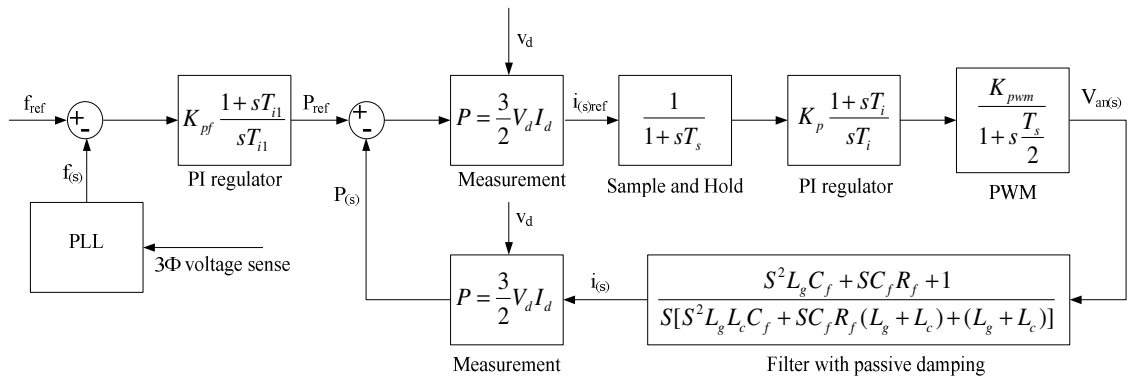 v_d
f_ref
+
-
K_pf (1 + sT_i1) / (sT_i1)
PI regulator
P_ref
+
-
P = 3/2 V_d I_d
Measurement
i_(s)ref
1 / (1 + sT_s)
Sample and Hold
K_p (1 + sT_i) / (sT_i)
PI regulator
K_pwm / (1 + s T_s/2)
PWM
V_an(s)
f_(s)
P_(s)
PLL
3Φ voltage sense
v_d
P = 3/2 V_d I_d
Measurement
i_(s)
(S^2 L_g C_f + SC_f R_f + 1) / (S[S^2 L_g L_c C_f + SC_f R_f (L_g + L_c) + (L_g + L_c)])
Filter with passive damping